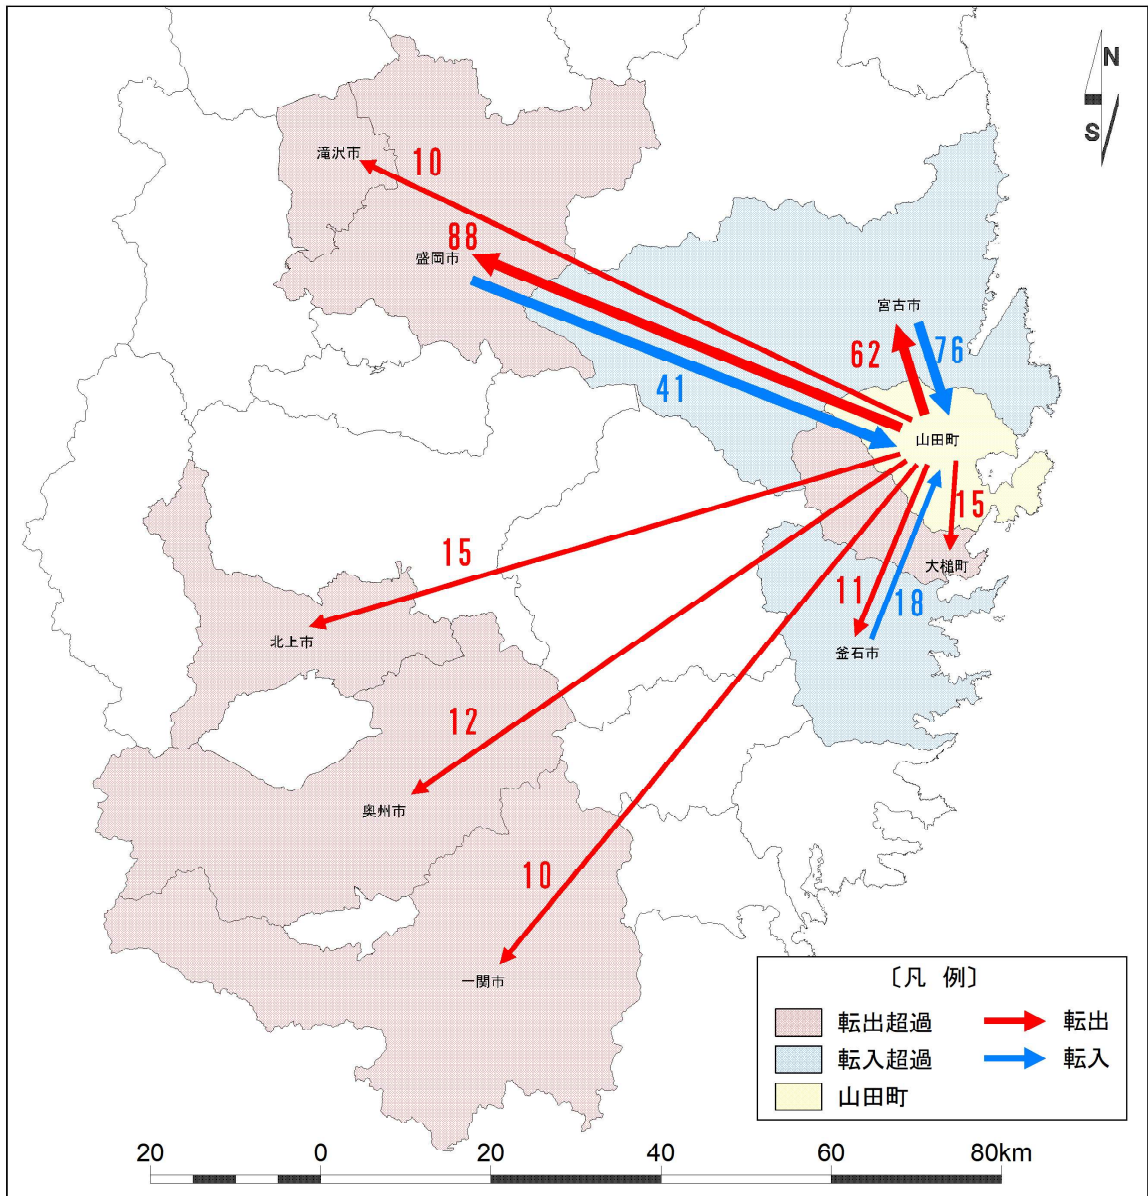 N
S
滝沢市
10
88
盛岡市
宮古市
62
76
41
山田町
15
15
大槌町
11
18
北上市
釜石市
12
奥州市
10
一関市
〔凡 例〕
転出超過
転出
転入超過
転入
山田町
20 0 20 40 60 80km